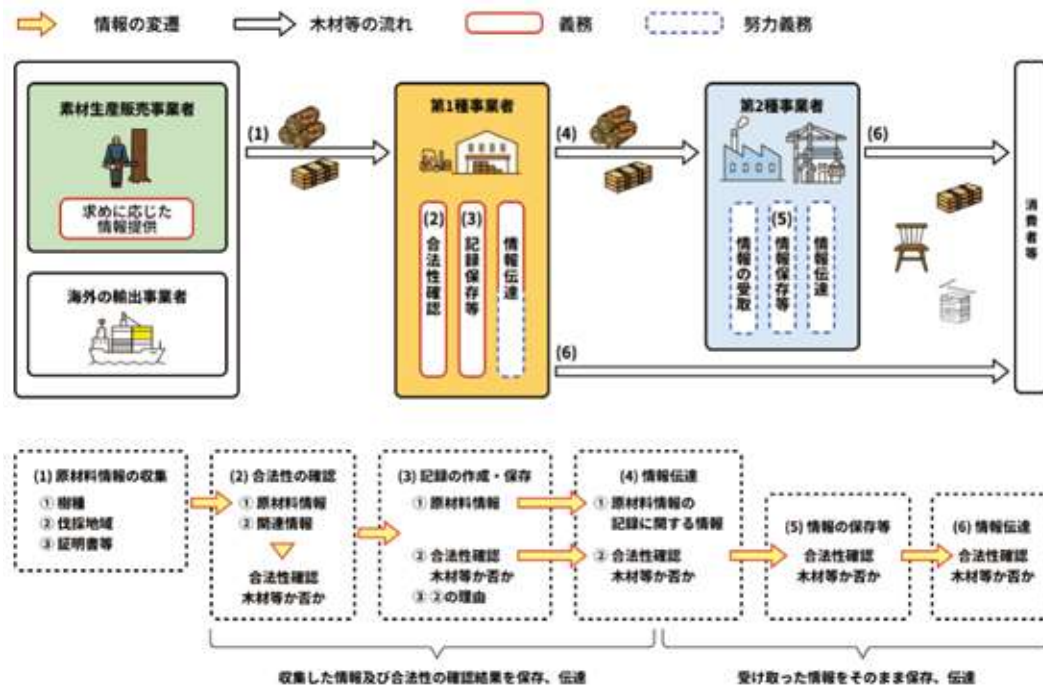 情報の変遷
木材等の流れ
義務
努力義務
素材生産販売事業者
求めに応じた
情報提供
海外の輸出事業者
(1)
第1種事業者
(2)
合法性確認
(3)
記録保存等
情報伝達
(4)
(6)
第2種事業者
情報の受取
(5)
情報保存等
情報伝達
(6)
消費者等
(1) 原材料情報の収集
① 樹種
② 伐採地域
③ 証明書等
(2) 合法性の確認
① 原材料情報
② 関連情報
合法性確認
木材等か否か
(3) 記録の作成・保存
① 原材料情報
② 合法性確認
木材等か否か
③ ②の理由
(4) 情報伝達
① 原材料情報の
記録に関する情報
② 合法性確認
木材等か否か
(5) 情報の保存等
合法性確認
木材等か否か
(6) 情報伝達
合法性確認
木材等か否か
収集した情報及び合法性の確認結果を保存、伝達
受け取った情報をそのまま保存、伝達